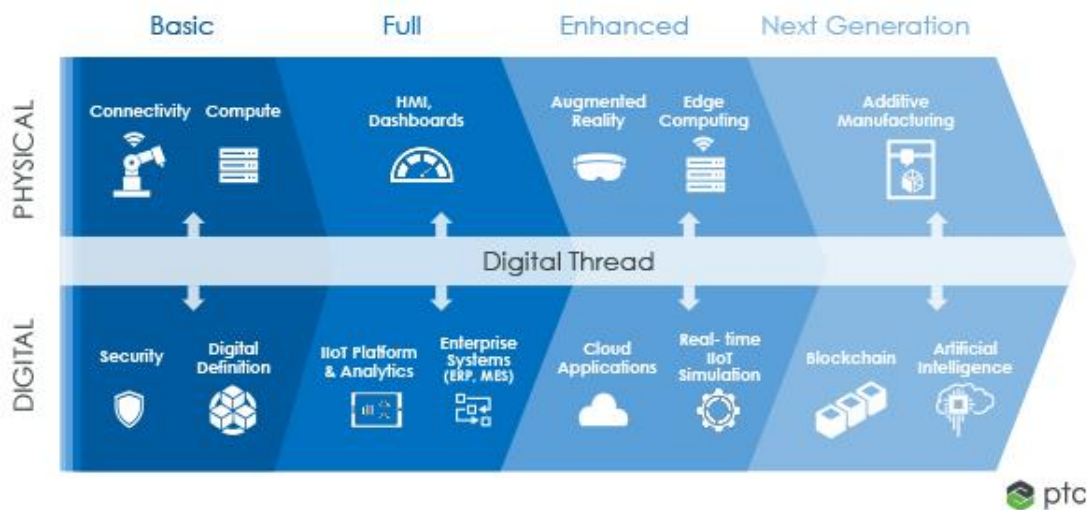 Basic
Full
Enhanced
Next Generation
PHYSICAL
Connectivity
Compute
HMI,
Dashboards
Augmented
Reality
Edge
Computing
Additive
Manufacturing
Digital Thread
DIGITAL
Security
Digital
Definition
IIoT Platform
& Analytics
Enterprise
Systems
(ERP, MES)
Cloud
Applications
Real- time
IIoT
Simulation
Blockchain
Artificial
Intelligence
ptc